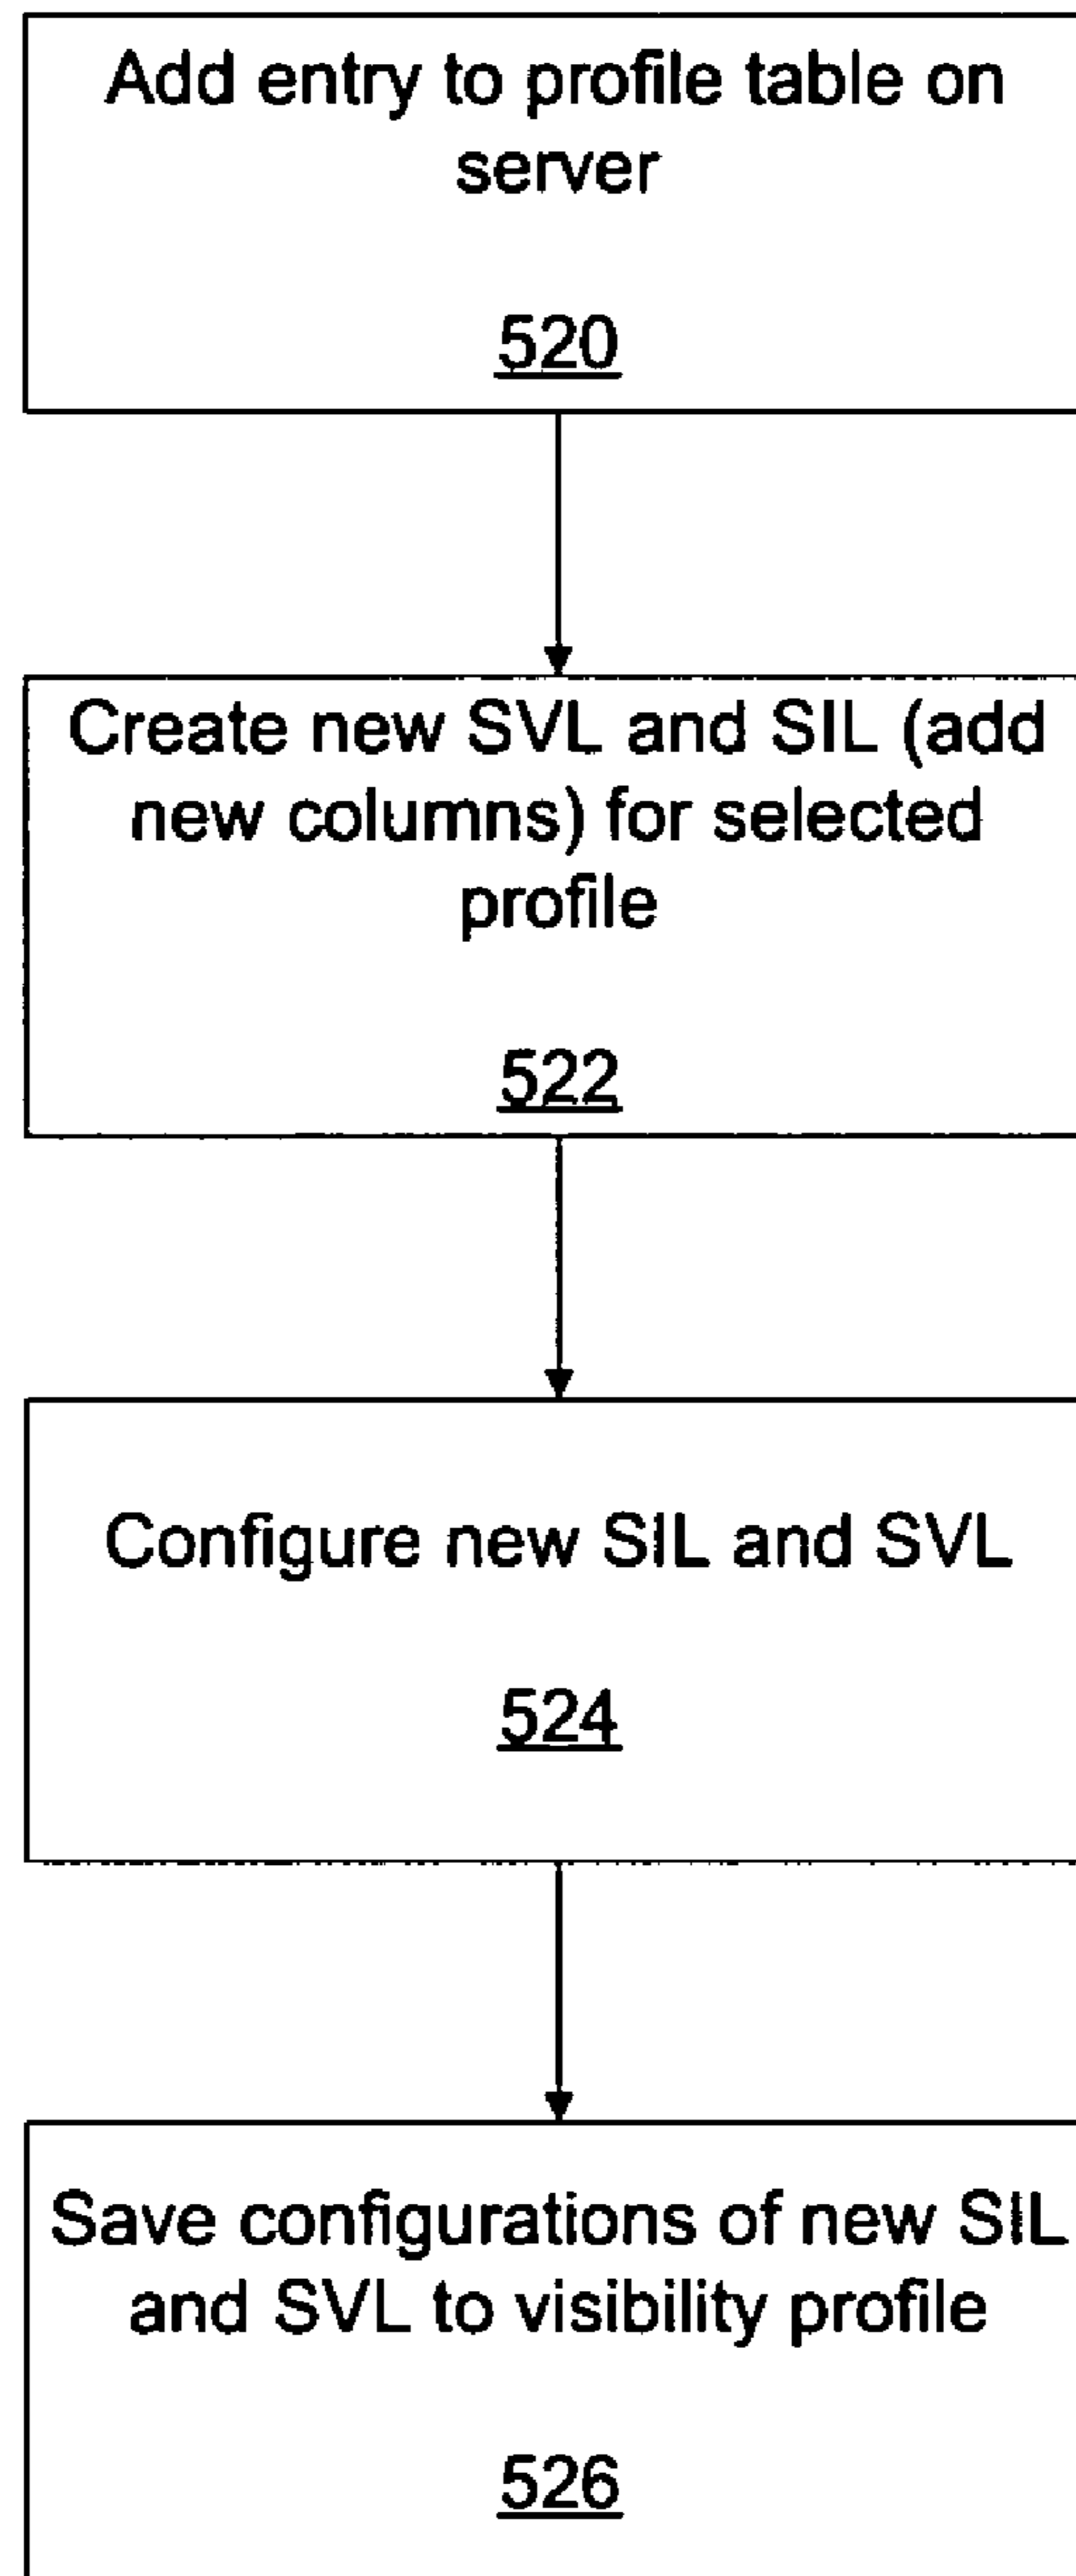 Add entry to profile table on
server
520
Create new SVL and SIL (add
new columns) for selected
profile
522
Configure new SIL and SVL
524
Save configurations of new SIL
and SVL to visibility profile
526